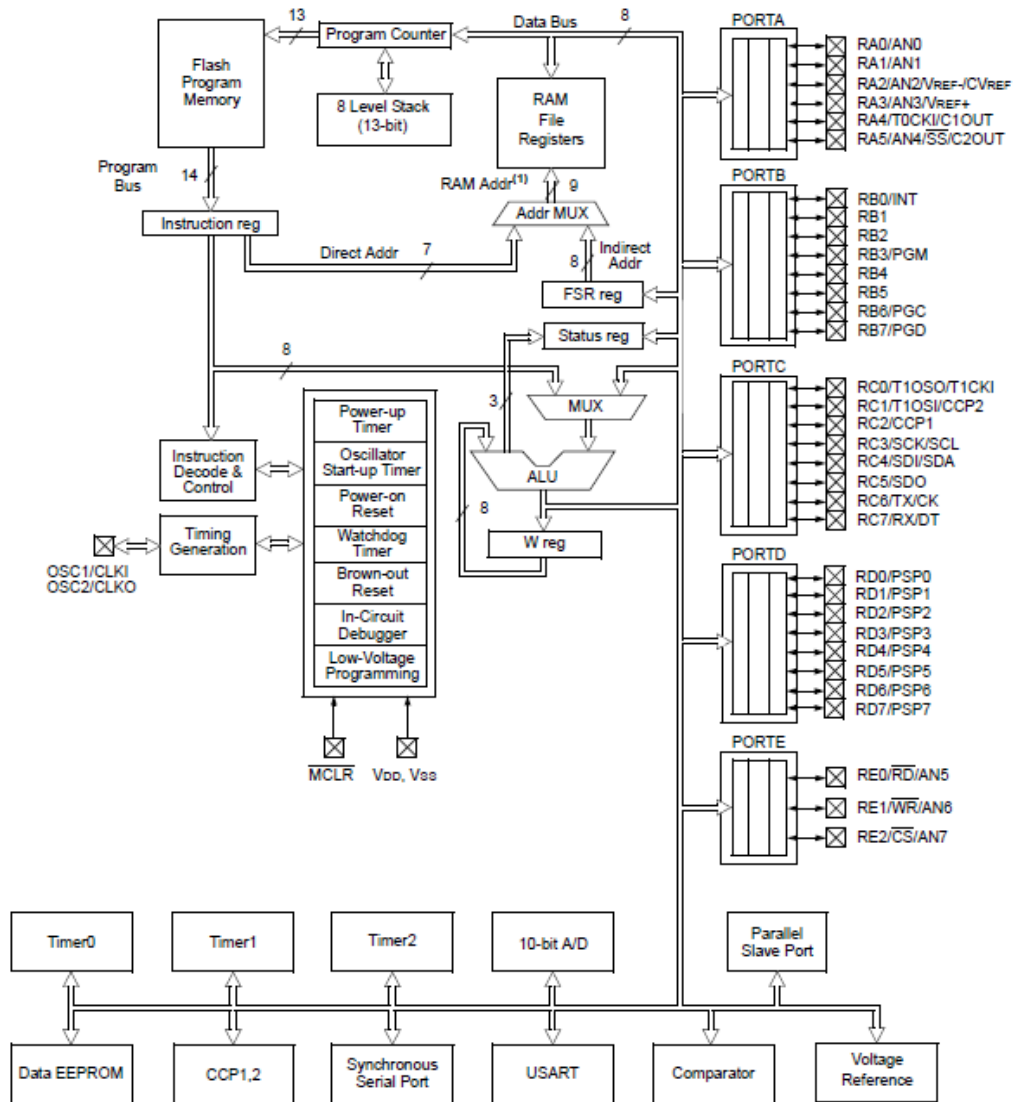 13
Program Counter
Data Bus
8
PORTA
Flash
Program
Memory
8 Level Stack
(13-bit)
RAM
File
Registers
RA0/AN0
RA1/AN1
RA2/AN2/VREF-/CVREF
RA3/AN3/VREF+
RA4/T0CKI/C1OUT
RA5/AN4/SS/C2OUT
Program
Bus
14
RAM Addr(1)
9
PORTB
Instruction reg
Addr MUX
RB0/INT
RB1
RB2
RB3/PGM
RB4
RB5
RB6/PGC
RB7/PGD
Direct Addr
7
8
Indirect
Addr
FSR reg
Status reg
8
3
MUX
PORTC
RC0/T1OSO/T1CKI
RC1/T1OSI/CCP2
RC2/CCP1
RC3/SCK/SCL
RC4/SDI/SDA
RC5/SDO
RC6/TX/CK
RC7/RX/DT
Power-up
Timer
Instruction
Decode &
Control
Oscillator
Start-up Timer
ALU
Power-on
Reset
8
Timing
Generation
Watchdog
Timer
W reg
OSC1/CLKI
OSC2/CLKO
Brown-out
Reset
In-Circuit
Debugger
Low-Voltage
Programming
PORTD
RD0/PSP0
RD1/PSP1
RD2/PSP2
RD3/PSP3
RD4/PSP4
RD5/PSP5
RD6/PSP6
RD7/PSP7
MCLR
VDD, VSS
PORTE
RE0/RD/AN5
RE1/WR/AN6
RE2/CS/AN7
Timer0
Timer1
Timer2
10-bit A/D
Parallel
Slave Port
Data EEPROM
CCP1,2
Synchronous
Serial Port
USART
Comparator
Voltage
Reference